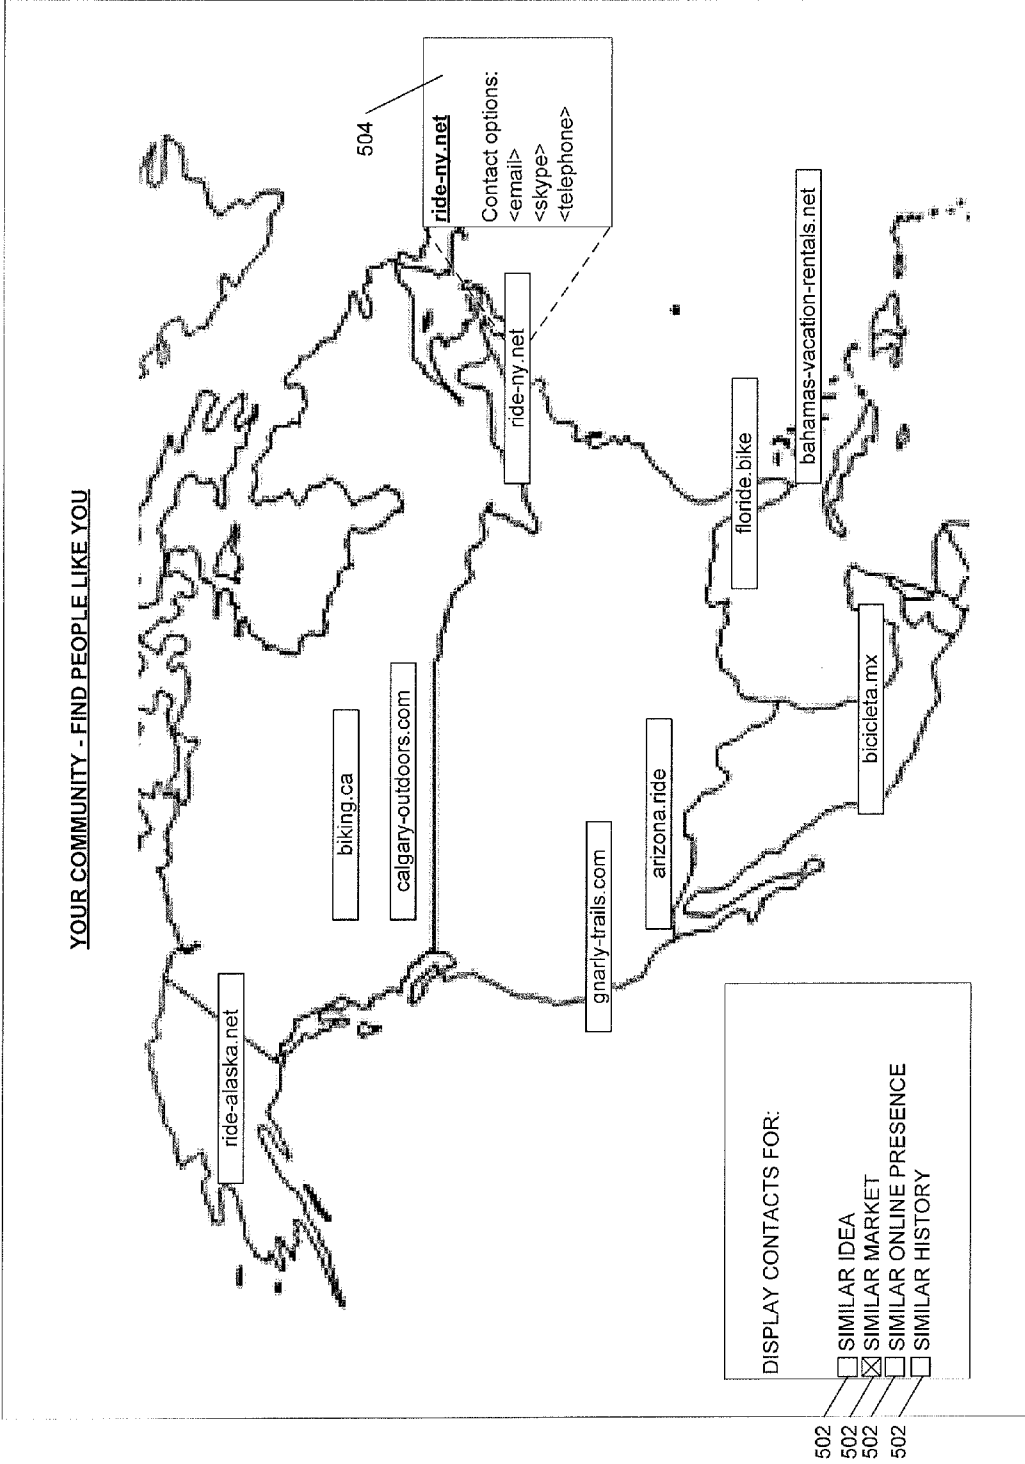 YOUR COMMUNITY - FIND PEOPLE LIKE YOU
504
ride-ny.net
Contact options:
<email>
<skype>
<telephone>
ride-alaska.net
biking.ca
calgary-outdoors.com
ride-ny.net
gnarly-trails.com
arizona.ride
floride.bike
bahamas-vacation-rentals.net
bicicleta.mx
DISPLAY CONTACTS FOR:
502 SIMILAR IDEA
502 SIMILAR MARKET
502 SIMILAR ONLINE PRESENCE
502 SIMILAR HISTORY